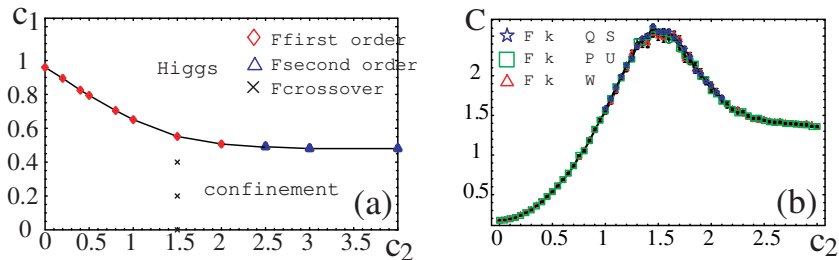 c1
1
0.8
0.6
0.4
0.2
0
Higgs
Ffirst order
Fsecond order
Fcrossover
confinement
(a)
0 0.5 1 1.5 2 2.5 3 3.5 c2
C
2
1.5
1
0.5
F k Q S
F k P U
F k W
(b)
0 0.5 1 1.5 2 2.5 c2